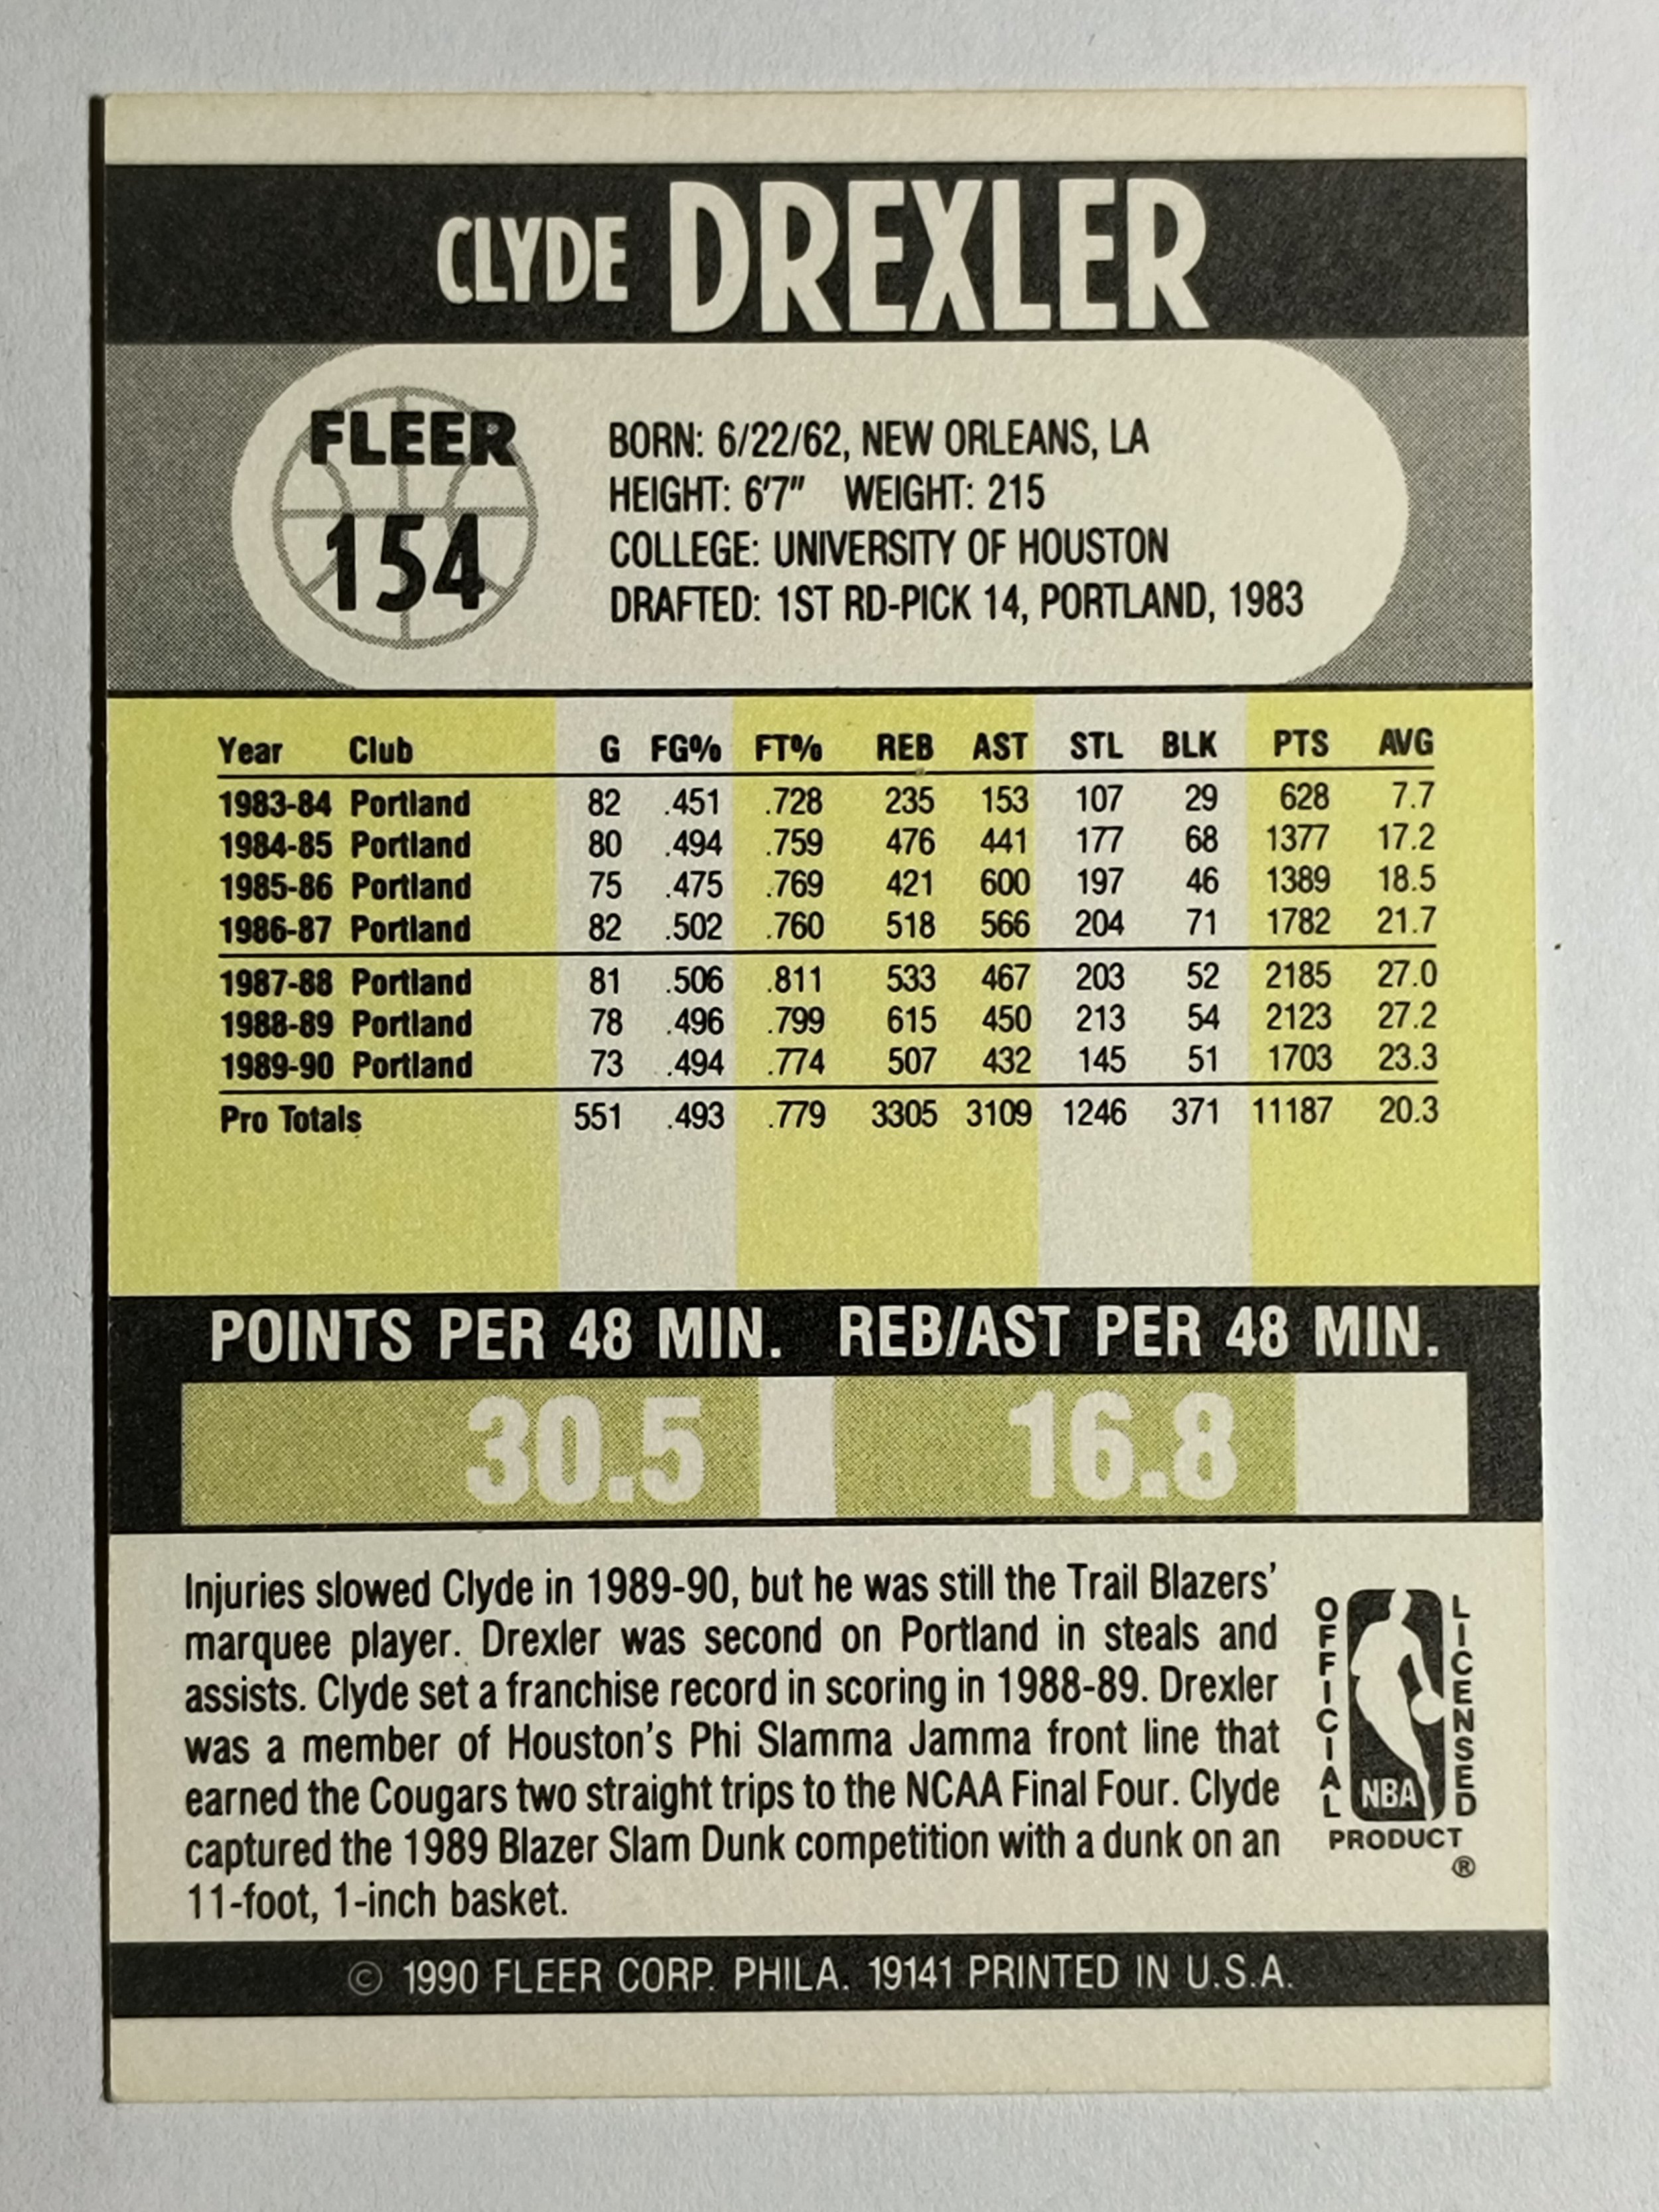 CLYDE DREXLER
FLEER
154
BORN: 6/22/62, NEW ORLEANS, LA
HEIGHT: 6'7" WEIGHT: 215
COLLEGE: UNIVERSITY OF HOUSTON
DRAFTED: 1ST RD-PICK 14, PORTLAND, 1983
Year Club G FG% FT% REB AST STL BLK PTS AVG
1983-84 Portland 82 .451 .728 235 153 107 29 628 7.7
1984-85 Portland 80 .494 .759 476 441 177 68 1377 17.2
1985-86 Portland 75 .475 .769 421 600 197 46 1389 18.5
1986-87 Portland 82 .502 .760 518 566 204 71 1782 21.7
1987-88 Portland 81 .506 .811 533 467 203 52 2185 27.0
1988-89 Portland 78 .496 .799 615 450 213 54 2123 27.2
1989-90 Portland 73 .494 .774 507 432 145 51 1703 23.3
Pro Totals 551 .493 .779 3305 3109 1246 371 11187 20.3
POINTS PER 48 MIN. REB/AST PER 48 MIN.
30.5 16.8
Injuries slowed Clyde in 1989-90, but he was still the Trail Blazers'
marquee player. Drexler was second on Portland in steals and
assists. Clyde set a franchise record in scoring in 1988-89. Drexler
was a member of Houston's Phi Slamma Jamma front line that
earned the Cougars two straight trips to the NCAA Final Four. Clyde
captured the 1989 Blazer Slam Dunk competition with a dunk on an
11-foot, 1-inch basket.
OFFICIAL
NBA
LICENSED
PRODUCT
®
© 1990 FLEER CORP. PHILA. 19141 PRINTED IN U.S.A.